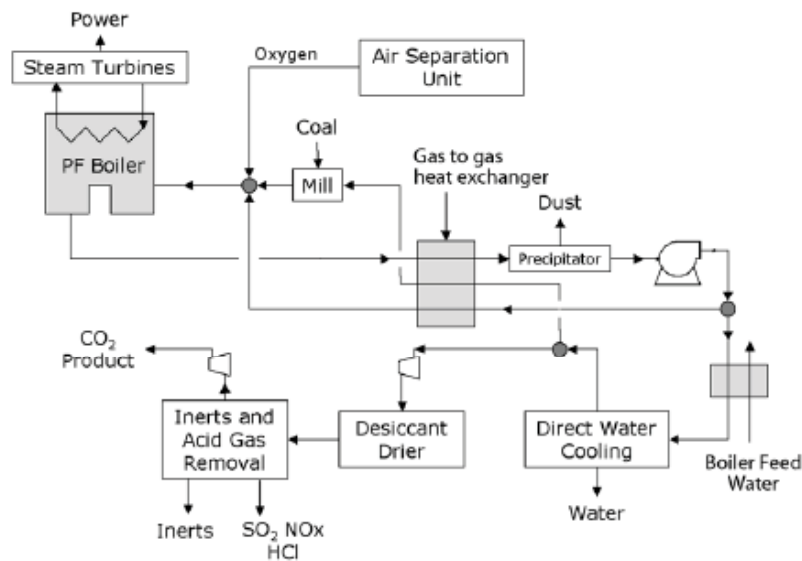 Power
Steam Turbines
Oxygen
Air Separation
Unit
PF Boiler
Coal
Mill
Gas to gas
heat exchanger
Dust
Precipitator
CO₂
Product
Inerts and
Acid Gas
Removal
Desiccant
Drier
Direct Water
Cooling
Boiler Feed
Water
Inerts
SO₂ NOx
HCl
Water